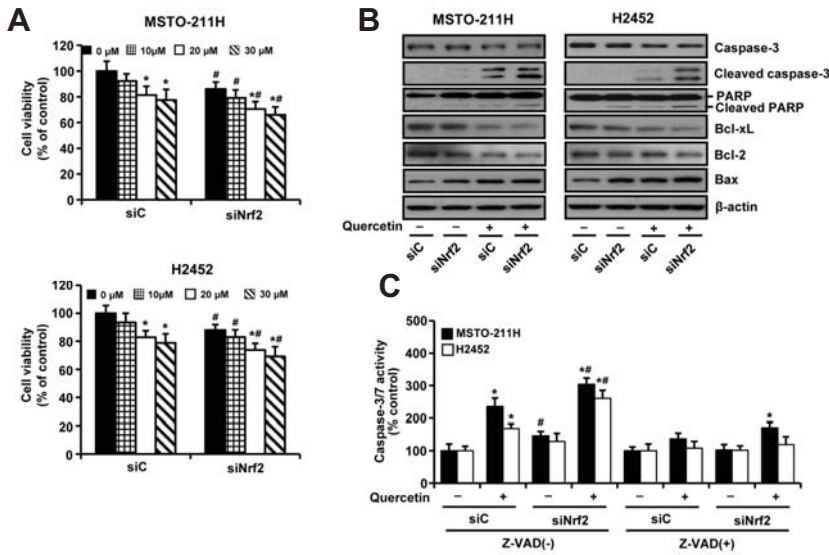 A
MSTO-211H
0 µM 10µM 20 µM 30 µM
Cell viability
(% of control)
120
100
80
60
40
20
0
* * # # *# *#
siC siNrf2
H2452
0 µM 10µM 20 µM 30 µM
Cell viability
(% of control)
120
100
80
60
40
20
0
* * # # *# *#
siC siNrf2
B
MSTO-211H H2452
Caspase-3
Cleaved caspase-3
PARP
Cleaved PARP
Bcl-xL
Bcl-2
Bax
β-actin
Quercetin – – + + – – + +
siC siNrf2 siC siNrf2 siC siNrf2 siC siNrf2
C
MSTO-211H
H2452
Caspase-3/7 activity
(% control)
500
400
300
200
100
0
* * # *# *# *
Quercetin – + – + – + – +
siC siNrf2 siC siNrf2
Z-VAD(-) Z-VAD(+)